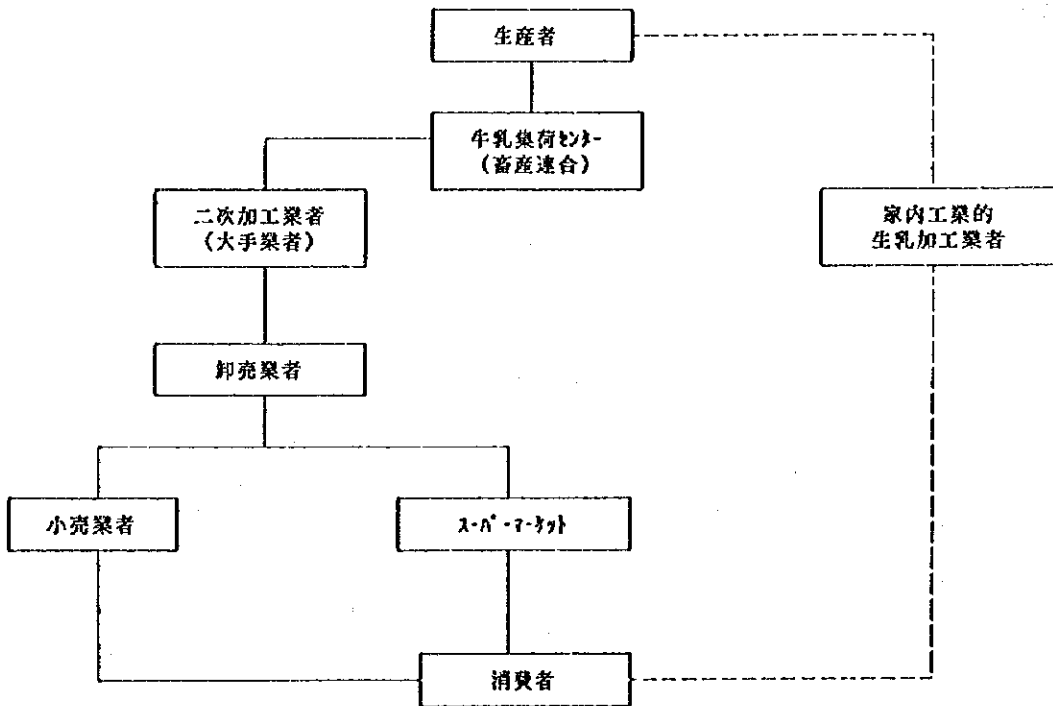 生産者
牛乳集荷ｾﾝﾀｰ
(畜産連合)
二次加工業者
(大手業者)
家内工業的
生乳加工業者
卸売業者
小売業者
ｽｰﾊﾟｰﾏｰｹｯﾄ
消費者